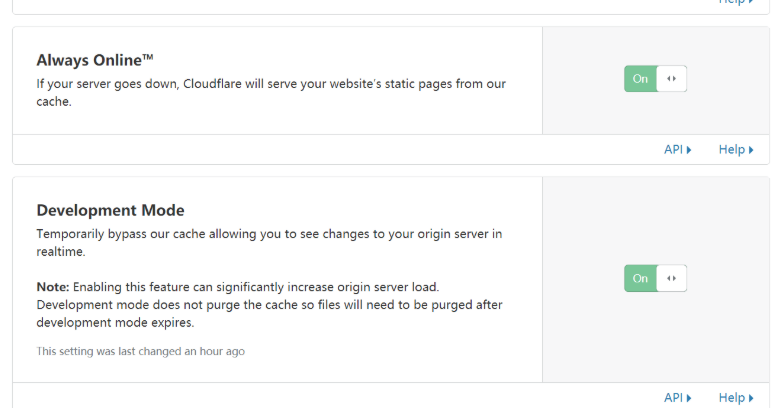 Help
Always Online™
If your server goes down, Cloudflare will serve your website's static pages from our
cache.
On
API
Help
Development Mode
Temporarily bypass our cache allowing you to see changes to your origin server in
realtime.
Note: Enabling this feature can significantly increase origin server load.
Development mode does not purge the cache so files will need to be purged after
development mode expires.
This setting was last changed an hour ago
On
API
Help